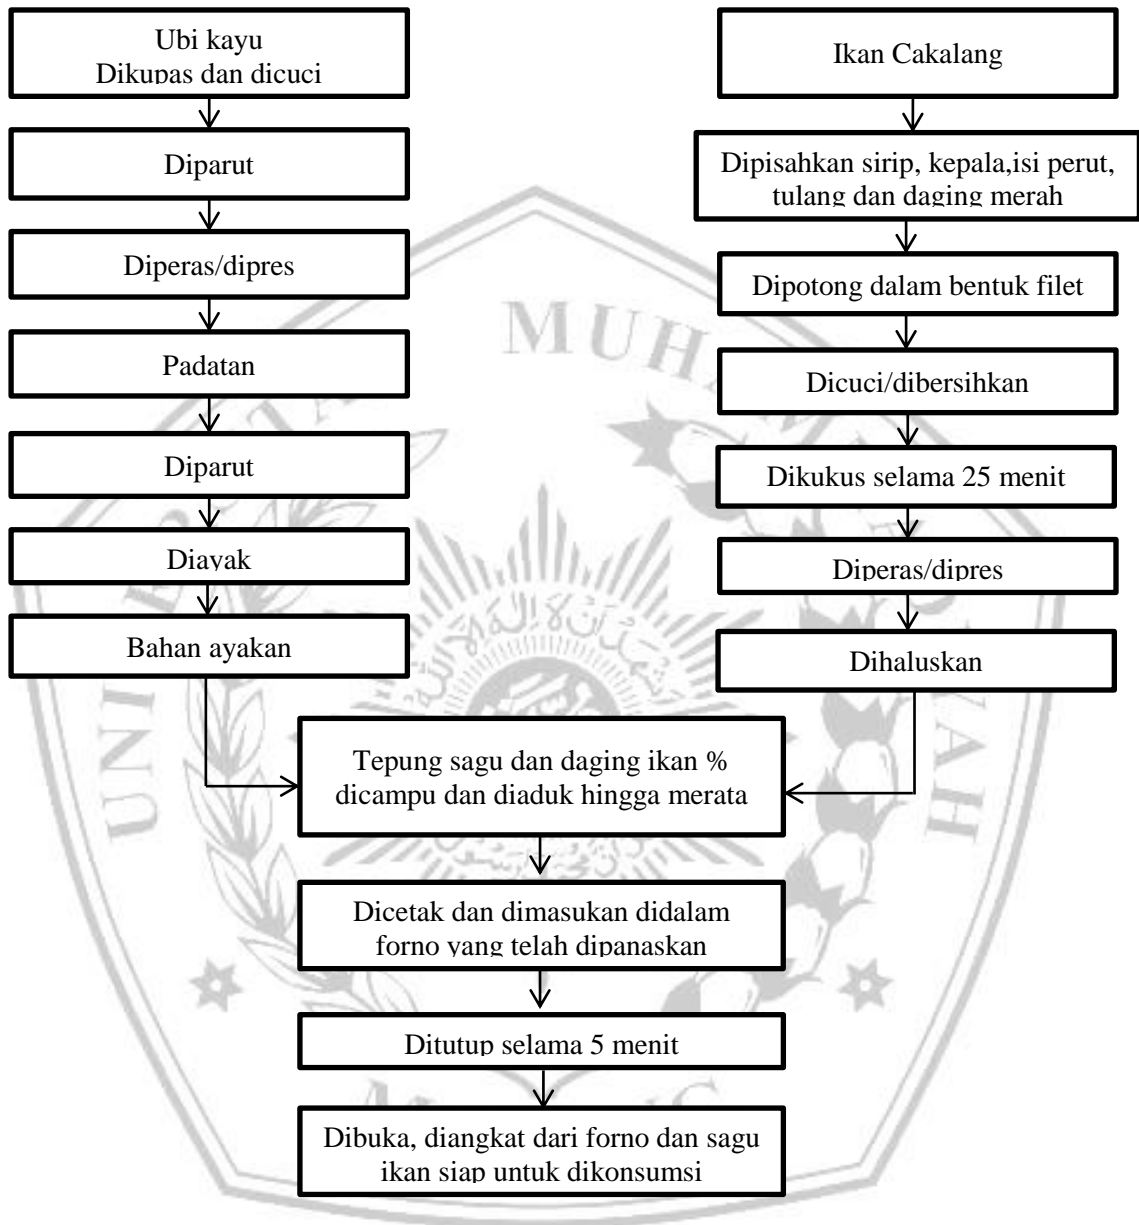 Ubi kayu
Dikupas dan dicuci
Diparut
Diperas/dipres
Padatan
Diparut
Diayak
Bahan ayakan
Ikan Cakalang
Dipisahkan sirip, kepala,isi perut,
tulang dan daging merah
Dipotong dalam bentuk filet
Dicuci/dibersihkan
Dikukus selama 25 menit
Diperas/dipres
Dihaluskan
Tepung sagu dan daging ikan %
dicampu dan diaduk hingga merata
Dicetak dan dimasukan didalam
forno yang telah dipanaskan
Ditutup selama 5 menit
Dibuka, diangkat dari forno dan sagu
ikan siap untuk dikonsumsi